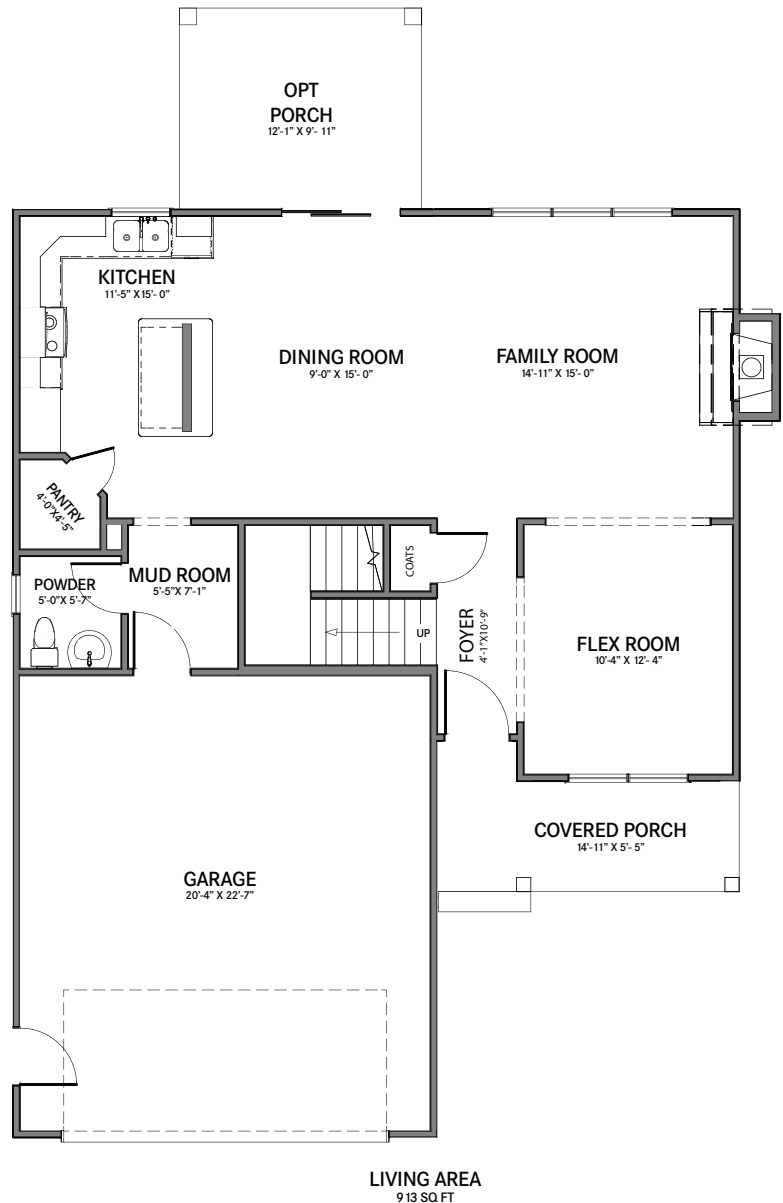 OPT
PORCH
12'-1" X 9'- 11"
KITCHEN
11'-5" X 15'- 0"
DINING ROOM
9'-0" X 15'- 0"
FAMILY ROOM
14'-11" X 15'- 0"
PANTRY
4'-0"X4'-5"
COATS
POWDER
5'-0"X 5'-7"
MUD ROOM
5'-5"X 7'-1"
UP
FOYER
4'-1"X10'-9"
FLEX ROOM
10'-4" X 12'- 4"
COVERED PORCH
14'-11" X 5'- 5"
GARAGE
20'-4" X 22'-7"
LIVING AREA
913 SQ FT